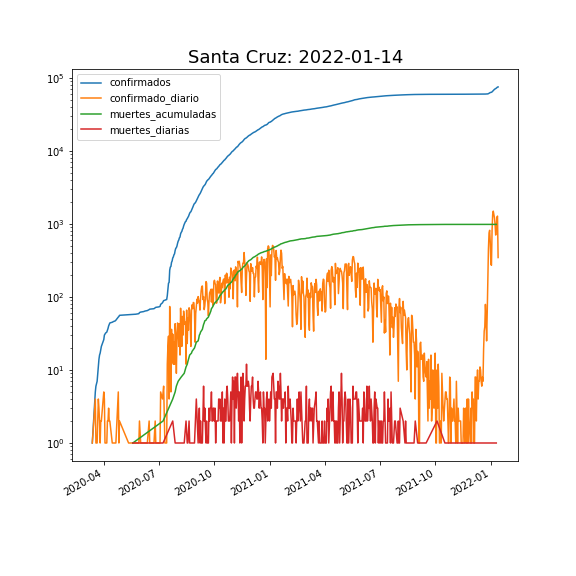 Santa Cruz: 2022-01-14
confirmados
confirmado_diario
muertes_acumuladas
muertes_diarias
10^5
10^4
10^3
10^2
10^1
10^0
2020-04
2020-07
2020-10
2021-01
2021-04
2021-07
2021-10
2022-01